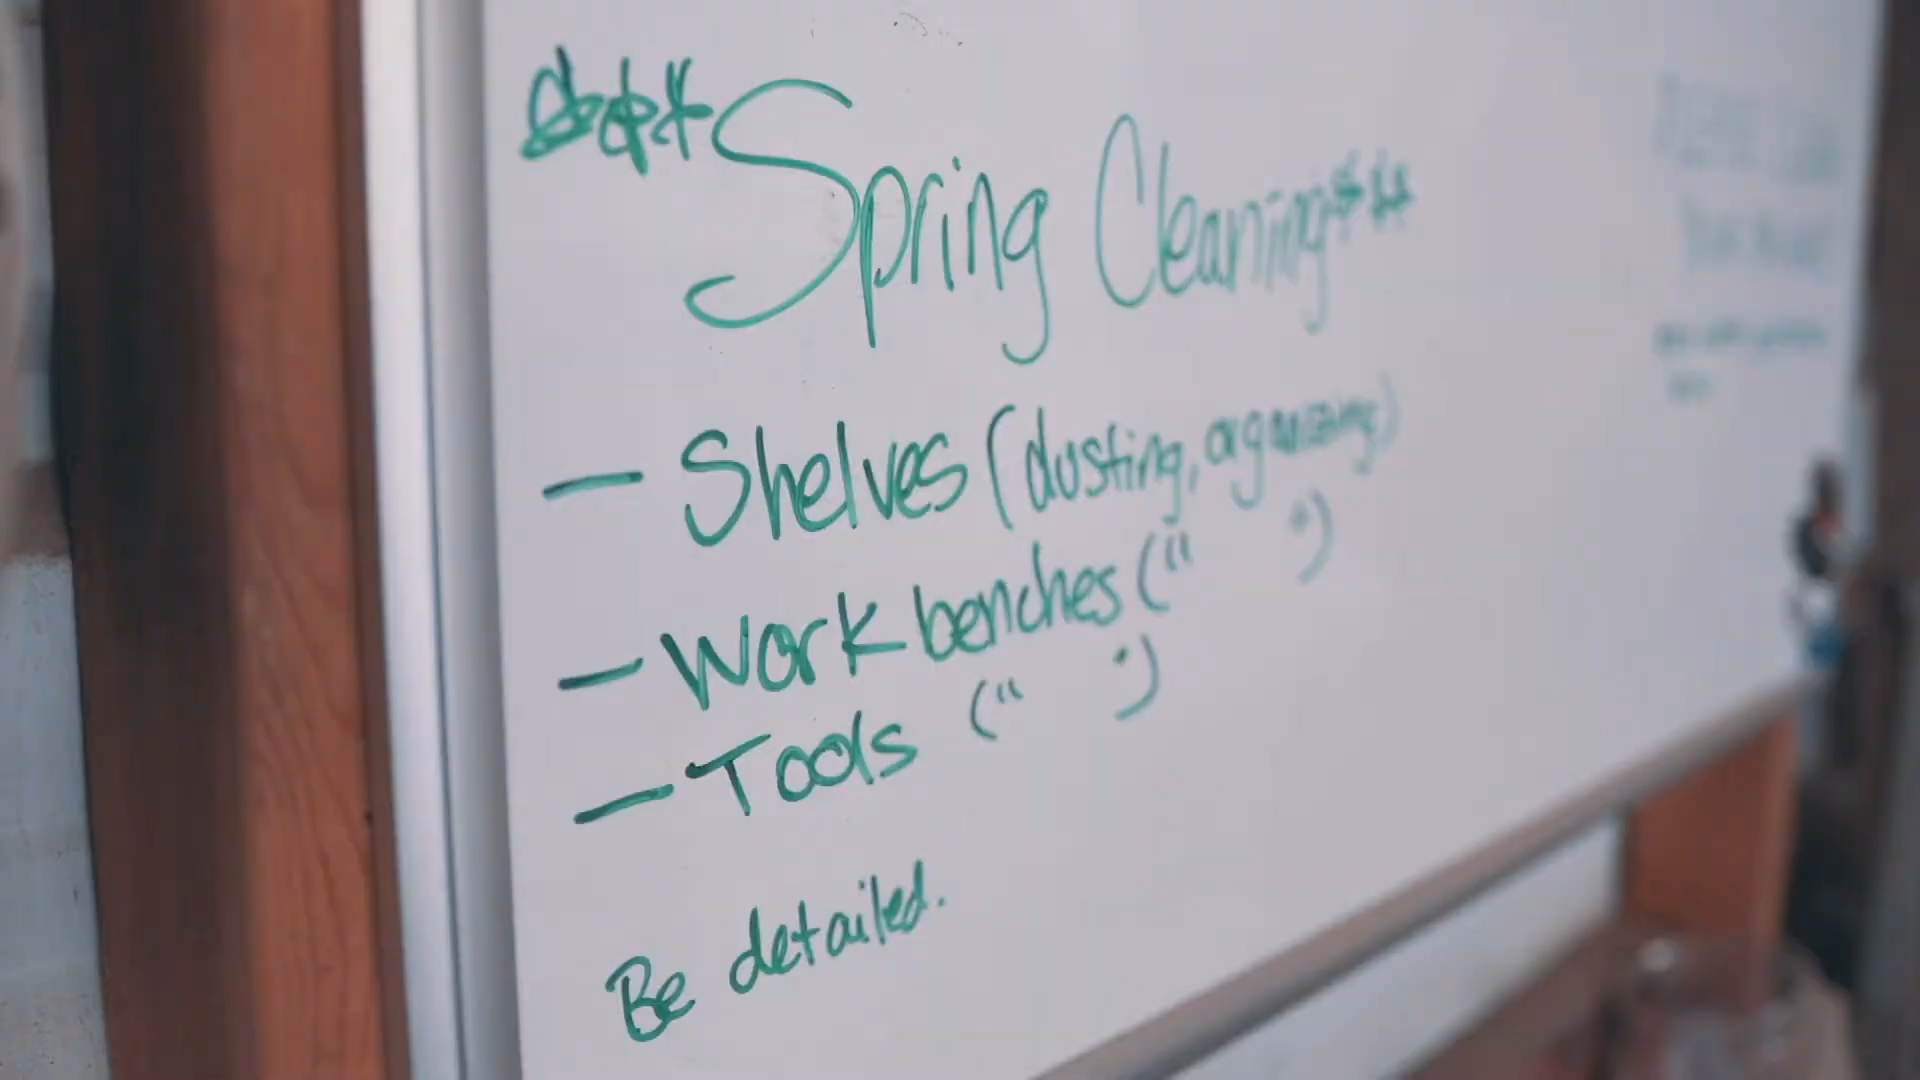 ***Spring Cleaning***
— Shelves (dusting, organizing)
— Work benches (" ")
— Tools (" ")
Be detailed.